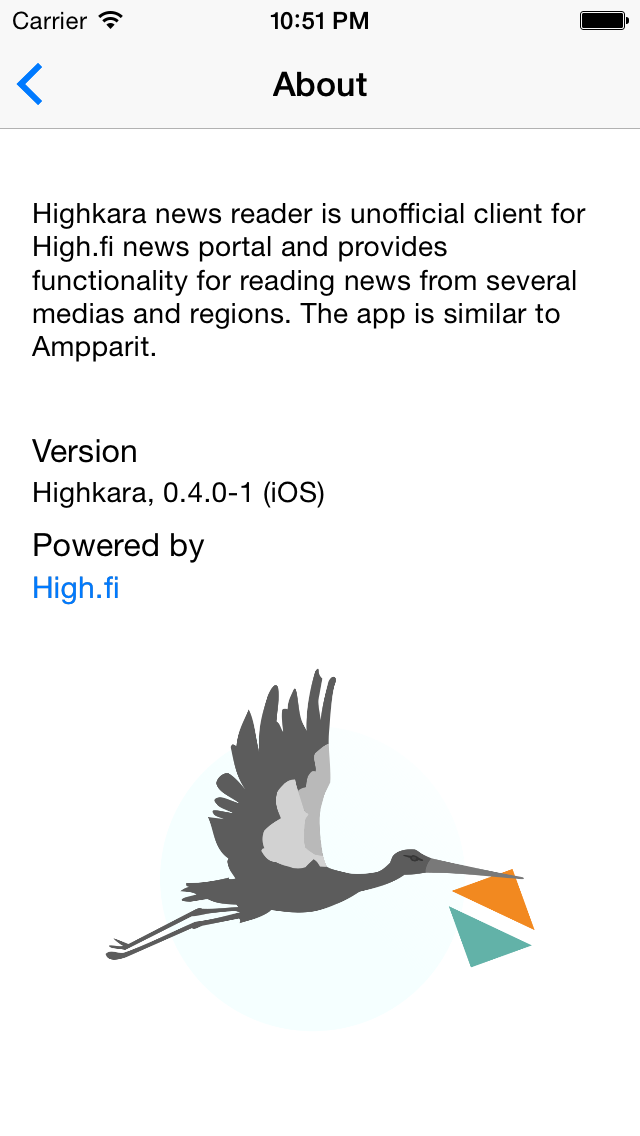 Carrier 10:51 PM
About
Highkara news reader is unofficial client for
High.fi news portal and provides
functionality for reading news from several
medias and regions. The app is similar to
Ampparit.
Version
Highkara, 0.4.0-1 (iOS)
Powered by
High.fi